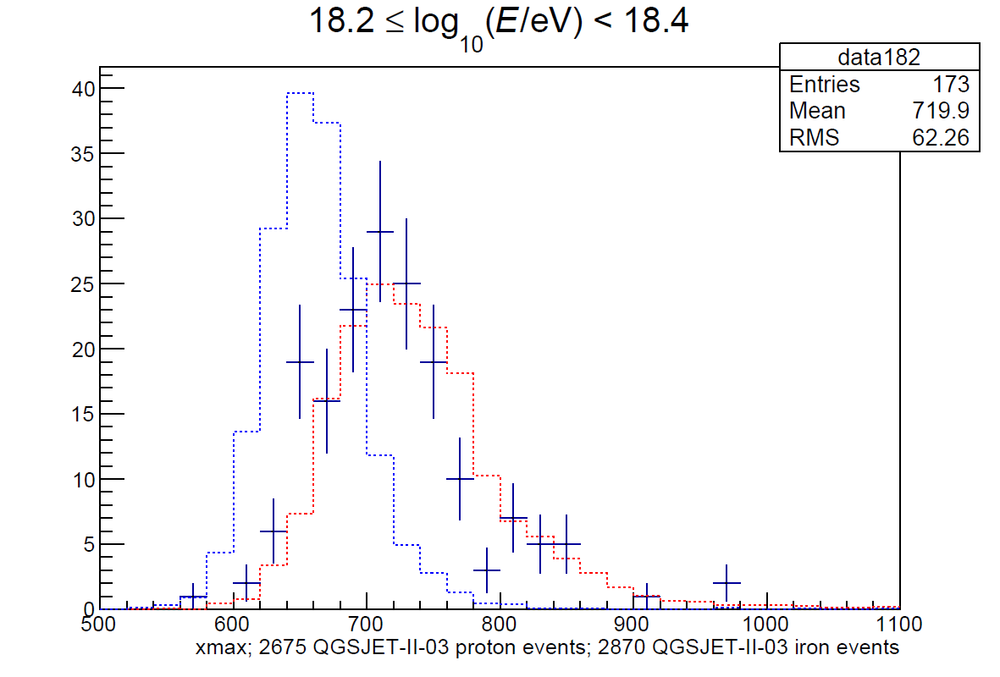 18.2 ≤ log10(E/eV) < 18.4
data182
Entries 173
Mean 719.9
RMS 62.26
40
35
30
25
20
15
10
5
0
500 600 700 800 900 1000 1100
xmax; 2675 QGSJET-II-03 proton events; 2870 QGSJET-II-03 iron events